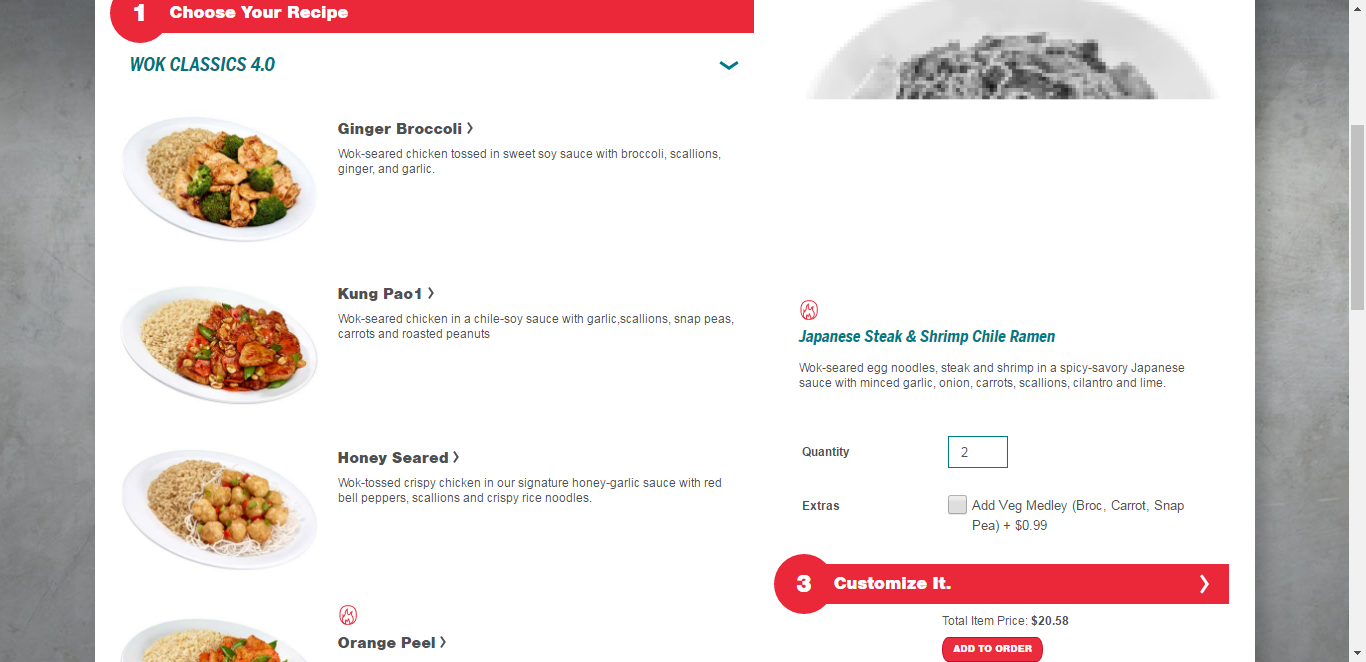 1 Choose Your Recipe
WOK CLASSICS 4.0
Ginger Broccoli
Wok-seared chicken tossed in sweet soy sauce with broccoli, scallions,
ginger, and garlic.
Kung Pao1
Wok-seared chicken in a chile-soy sauce with garlic,scallions, snap peas,
carrots and roasted peanuts
Honey Seared
Wok-tossed crispy chicken in our signature honey-garlic sauce with red
bell peppers, scallions and crispy rice noodles.
Orange Peel
Japanese Steak & Shrimp Chile Ramen
Wok-seared egg noodles, steak and shrimp in a spicy-savory Japanese
sauce with minced garlic, onion, carrots, scallions, cilantro and lime.
Quantity 2
Extras Add Veg Medley (Broc, Carrot, Snap
Pea) + $0.99
3 Customize It.
Total Item Price: $20.58
ADD TO ORDER